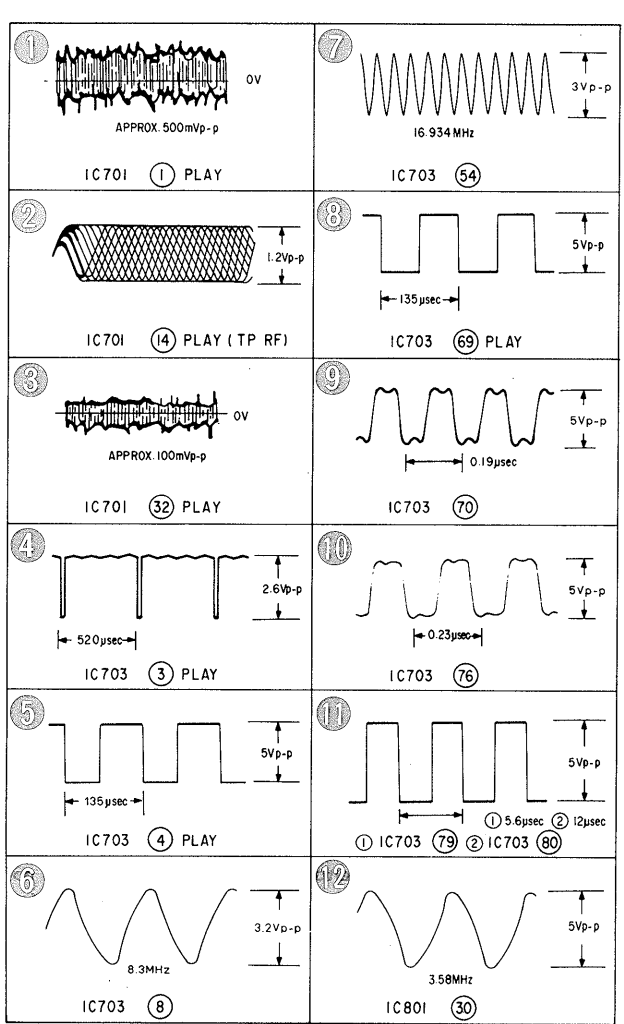 1
0V
APPROX. 500mVp-p
IC701 1 PLAY
2
1.2Vp-p
IC701 14 PLAY (TP RF)
3
0V
APPROX. 100mVp-p
IC701 32 PLAY
4
2.6Vp-p
520µsec
IC703 3 PLAY
5
5Vp-p
135µsec
IC703 4 PLAY
6
3.2Vp-p
8.3MHz
IC703 8
7
3Vp-p
16.934MHz
IC703 54
8
5Vp-p
135µsec
IC703 69 PLAY
9
5Vp-p
0.19µsec
IC703 70
10
5Vp-p
0.23µsec
IC703 76
11
5Vp-p
① 5.6µsec ② 12µsec
① IC703 79 ② IC703 80
12
5Vp-p
3.58MHz
IC801 30